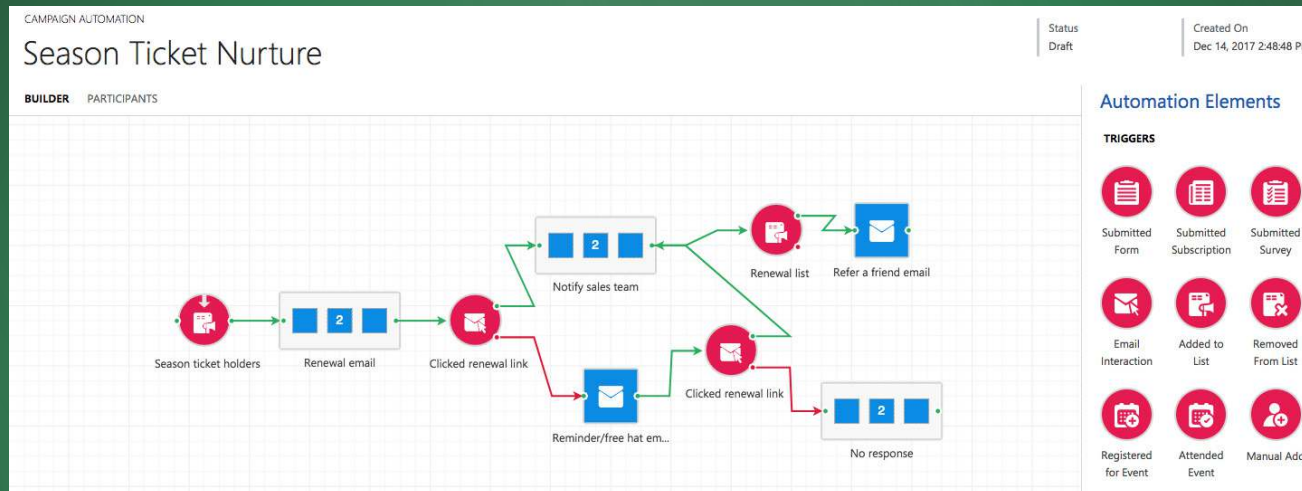 CAMPAIGN AUTOMATION
Season Ticket Nurture
Status
Draft
Created On
Dec 14, 2017 2:48:48 P
BUILDER PARTICIPANTS
Automation Elements
TRIGGERS
Submitted
Form
Submitted
Subscription
Submitted
Survey
Email
Interaction
Added to
List
Removed
From List
Registered
for Event
Attended
Event
Manual Add
Season ticket holders
2
Renewal email
Clicked renewal link
2
Notify sales team
Renewal list
Refer a friend email
Reminder/free hat em...
Clicked renewal link
2
No response